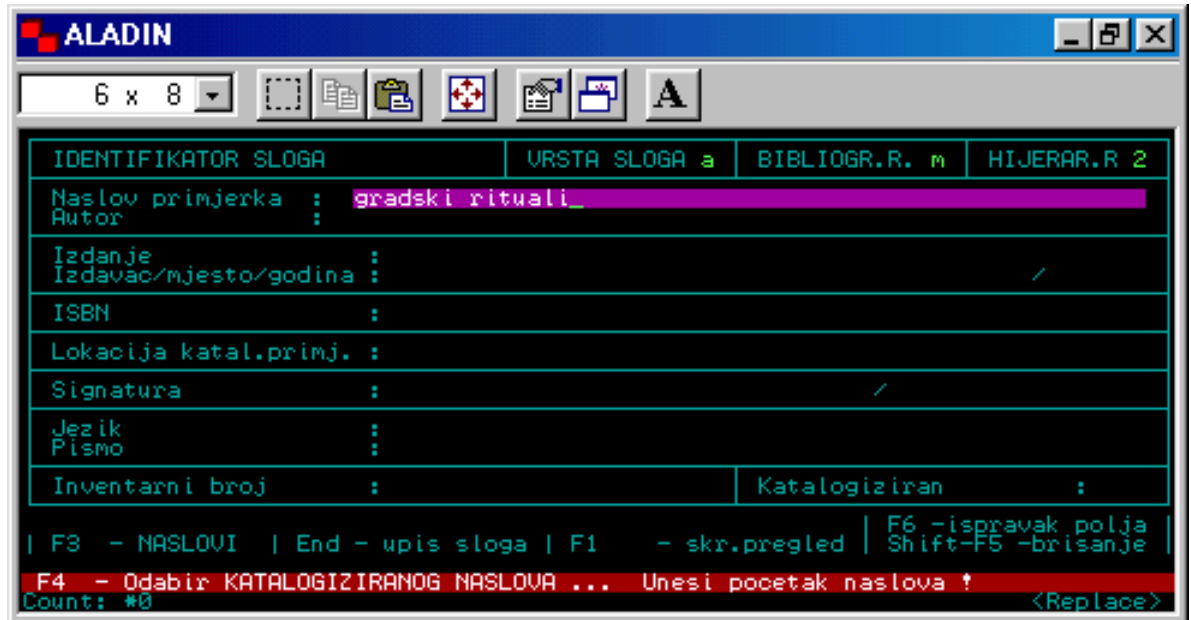 ALADIN
6 x 8
A
IDENTIFIKATOR SLOGA VRSTA SLOGA a BIBLIOGR.R. m HIJERAR.R 2
Naslov primjerka : gradski rituali_
Autor :
Izdanje :
Izdavac/mjesto/godina : /
ISBN :
Lokacija katal.primj. :
Signatura : /
Jezik :
Pismo :
Inventarni broj : Katalogiziran :
| F6 -ispravak polja |
| F3 - NASLOVI | End - upis sloga | F1 - skr.pregled | Shift-F5 -brisanje |
F4 - Odabir KATALOGIZIRANOG NASLOVA ... Unesi pocetak naslova !
Count: *0 <Replace>